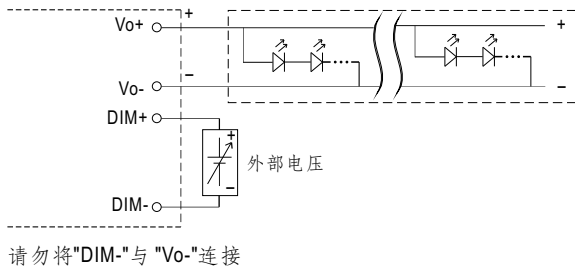 Vo+
+
+
−
Vo-
−
DIM+
+
外部电压
−
DIM-
请勿将"DIM-"与 "Vo-"连接